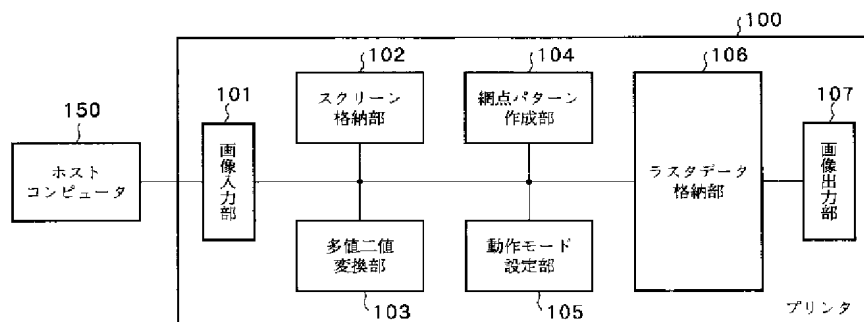 100
102
104
106
スクリーン
格納部
網点パターン
作成部
101
107
150
ホスト
コンピュータ
画像入力部
ラスタデータ
格納部
画像出力部
多値二値
変換部
動作モード
設定部
103
105
プリンタ